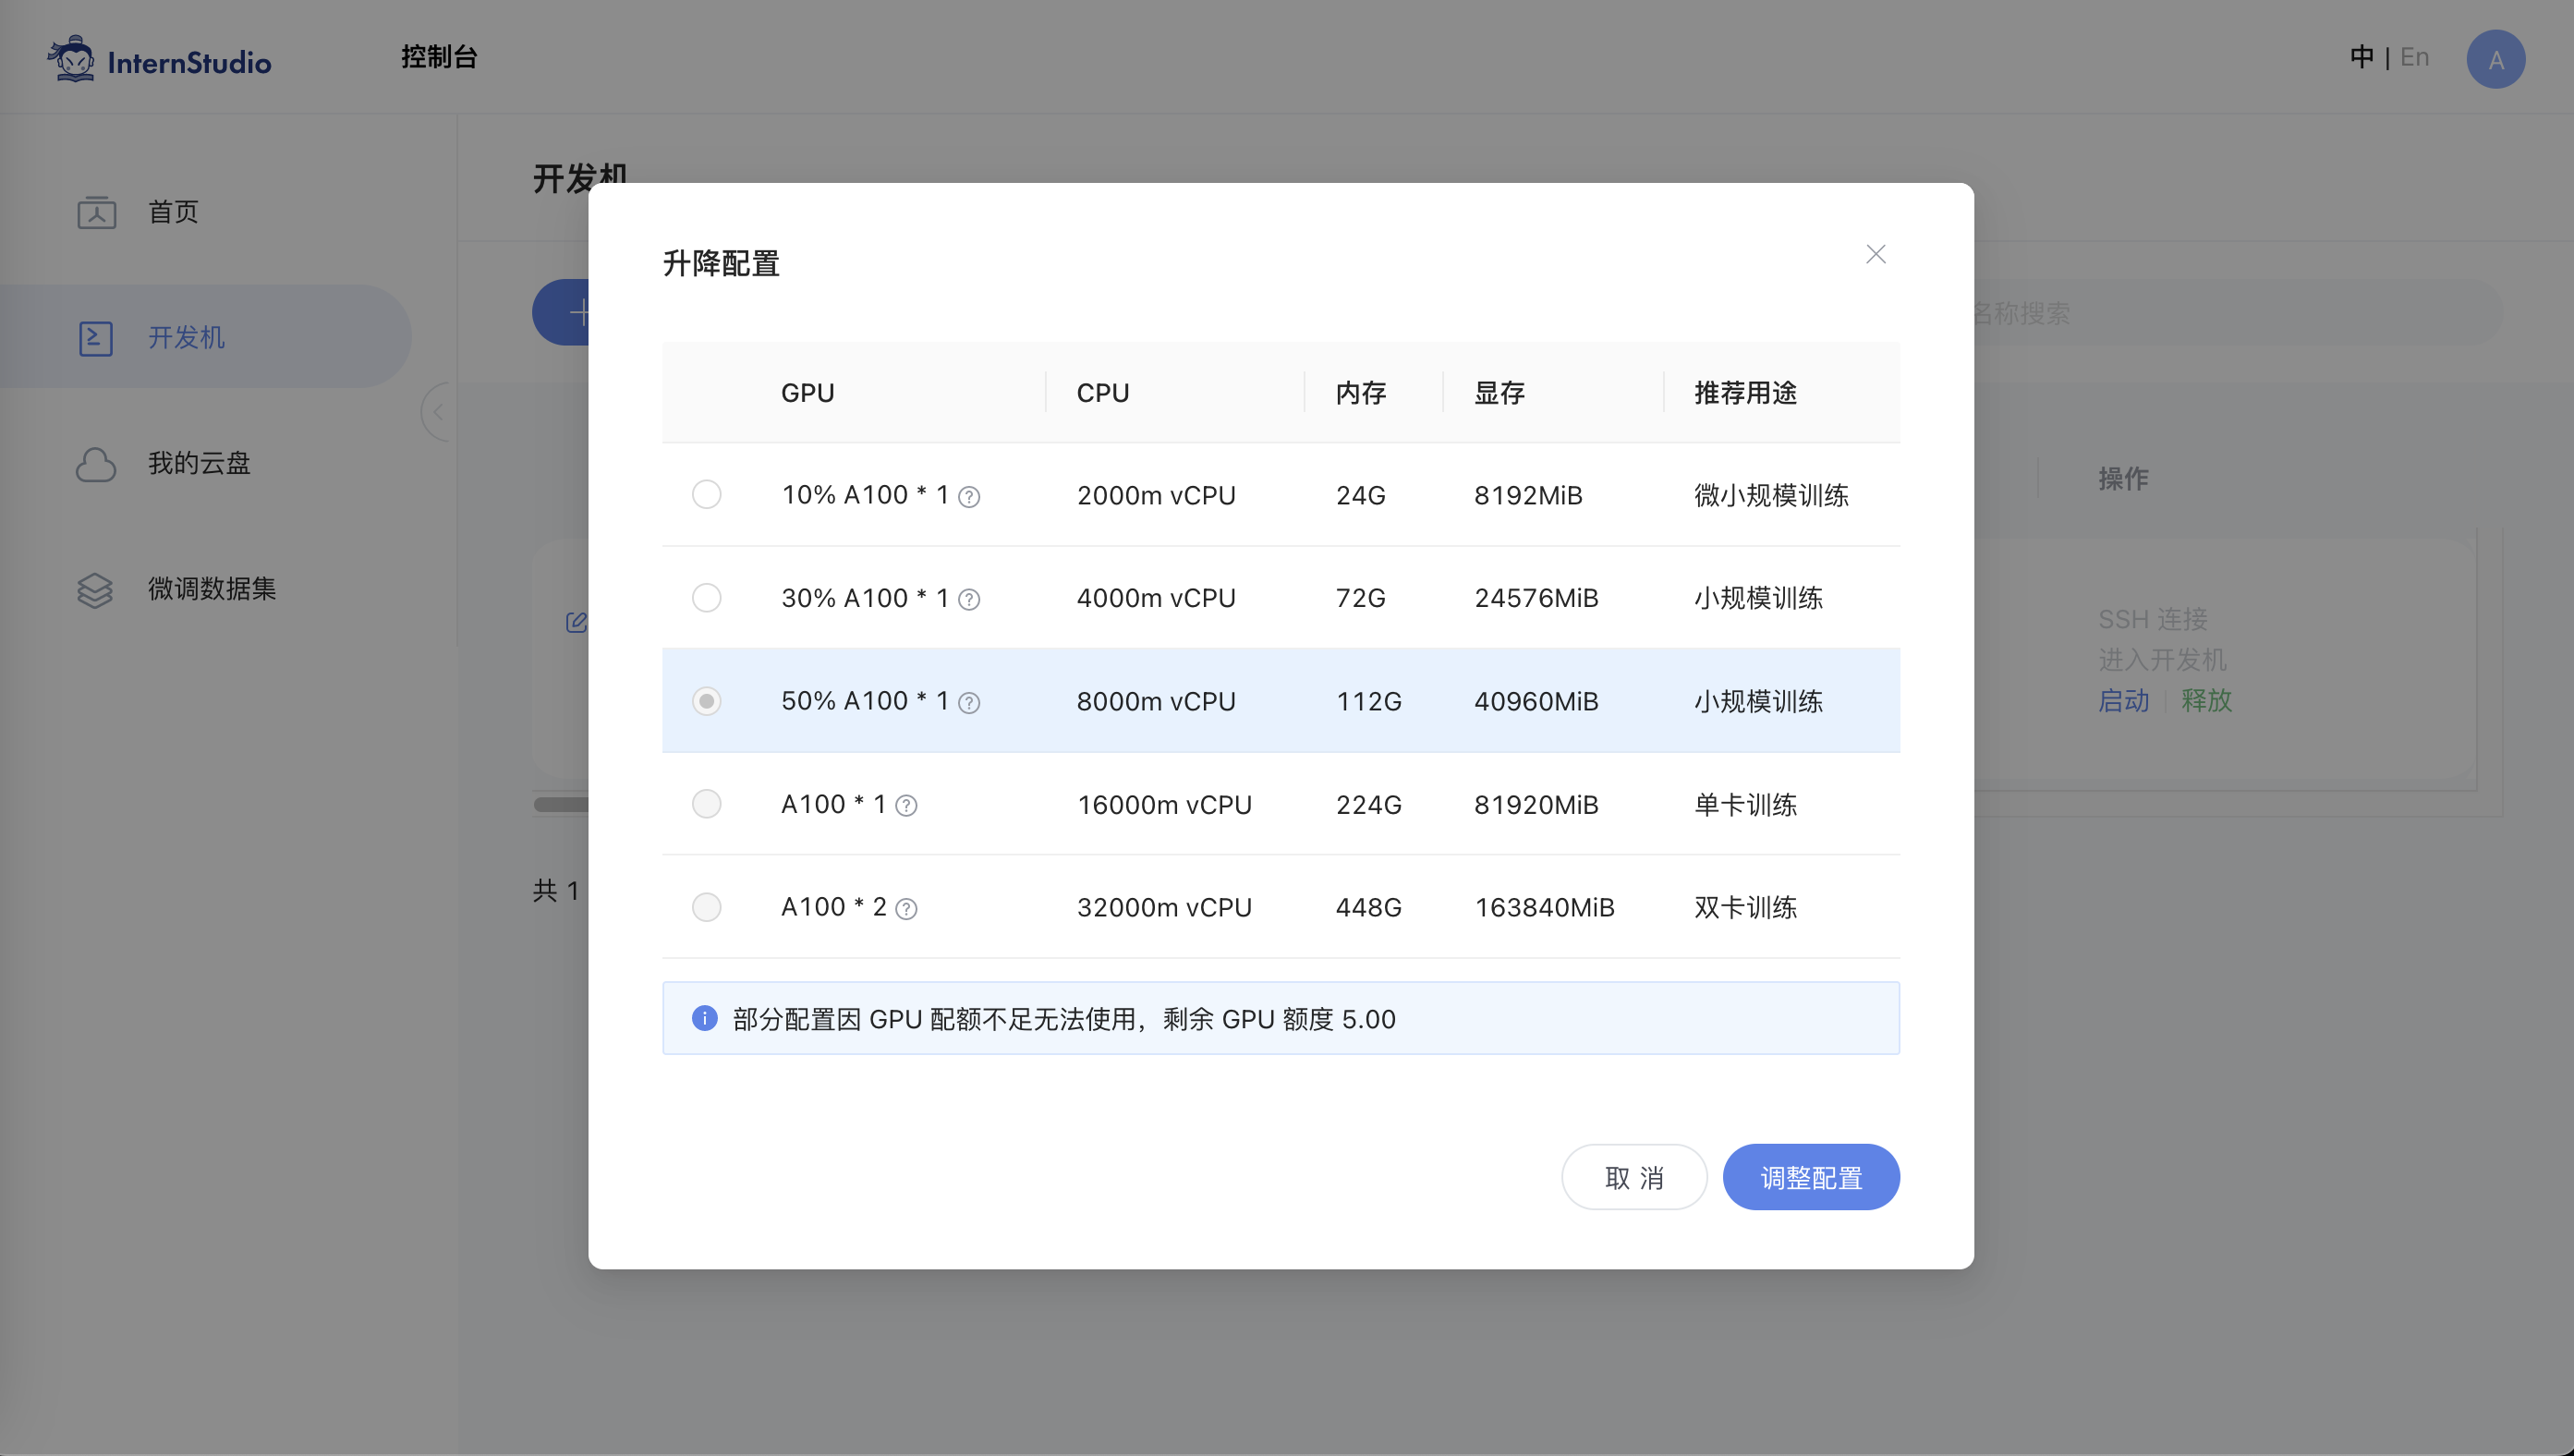 InternStudio
控制台
中 | En
A
首页
开发机
我的云盘
微调数据集
开发机
名称搜索
操作
SSH 连接
进入开发机
启动 释放
共 1
升降配置
GPU CPU 内存 显存 推荐用途
10% A100 * 1 ? 2000m vCPU 24G 8192MiB 微小规模训练
30% A100 * 1 ? 4000m vCPU 72G 24576MiB 小规模训练
50% A100 * 1 ? 8000m vCPU 112G 40960MiB 小规模训练
A100 * 1 ? 16000m vCPU 224G 81920MiB 单卡训练
A100 * 2 ? 32000m vCPU 448G 163840MiB 双卡训练
部分配置因 GPU 配额不足无法使用，剩余 GPU 额度 5.00
取 消 调整配置